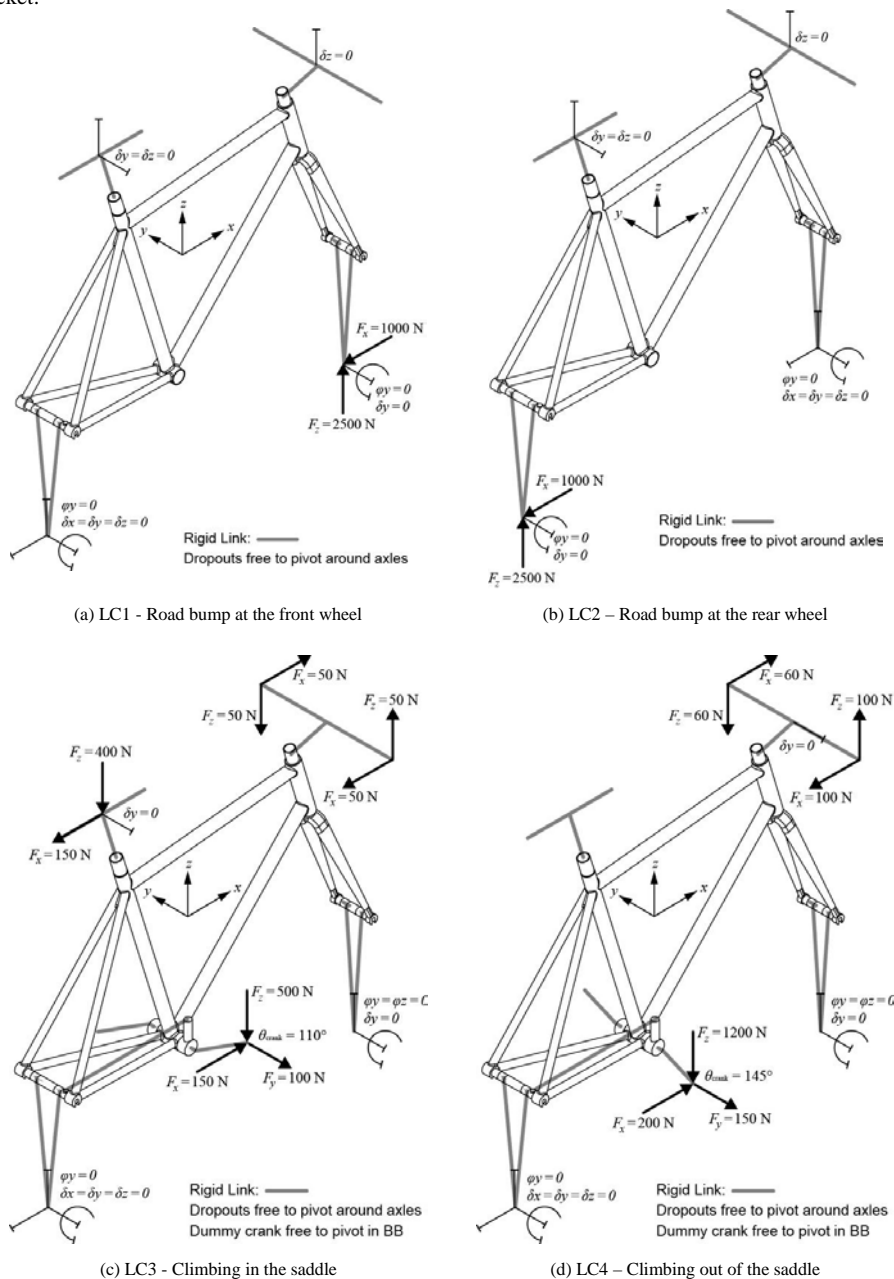 cket.
δz=0
δy=δz=0
z
y
x
Fx=1000 N
φy=0
δy=0
Fz=2500 N
φy=0
δx=δy=δz=0
Rigid Link:
Dropouts free to pivot around axles
(a) LC1 - Road bump at the front wheel
δz=0
δy=δz=0
z
y
x
φy=0
δx=δy=δz=0
Fx=1000 N
φy=0
δy=0
Fz=2500 N
Rigid Link:
Dropouts free to pivot around axles
(b) LC2 – Road bump at the rear wheel
Fx=50 N
Fz=50 N
Fz=50 N
Fz=400 N
δy=0
Fx=50 N
Fx=150 N
z
y
x
Fz=500 N
φy=φz=0
δy=0
θcrank = 110°
Fx=150 N
Fy=100 N
φy=0
δx=δy=δz=0
Rigid Link:
Dropouts free to pivot around axles
Dummy crank free to pivot in BB
(c) LC3 - Climbing in the saddle
Fx=60 N
Fz=60 N
Fz=100 N
δy=0
Fx=100 N
z
y
x
φy=φz=0
δy=0
Fz=1200 N
θcrank = 145°
Fx=200 N
Fy=150 N
φy=0
δx=δy=δz=0
Rigid Link:
Dropouts free to pivot around axles
Dummy crank free to pivot in BB
(d) LC4 – Climbing out of the saddle